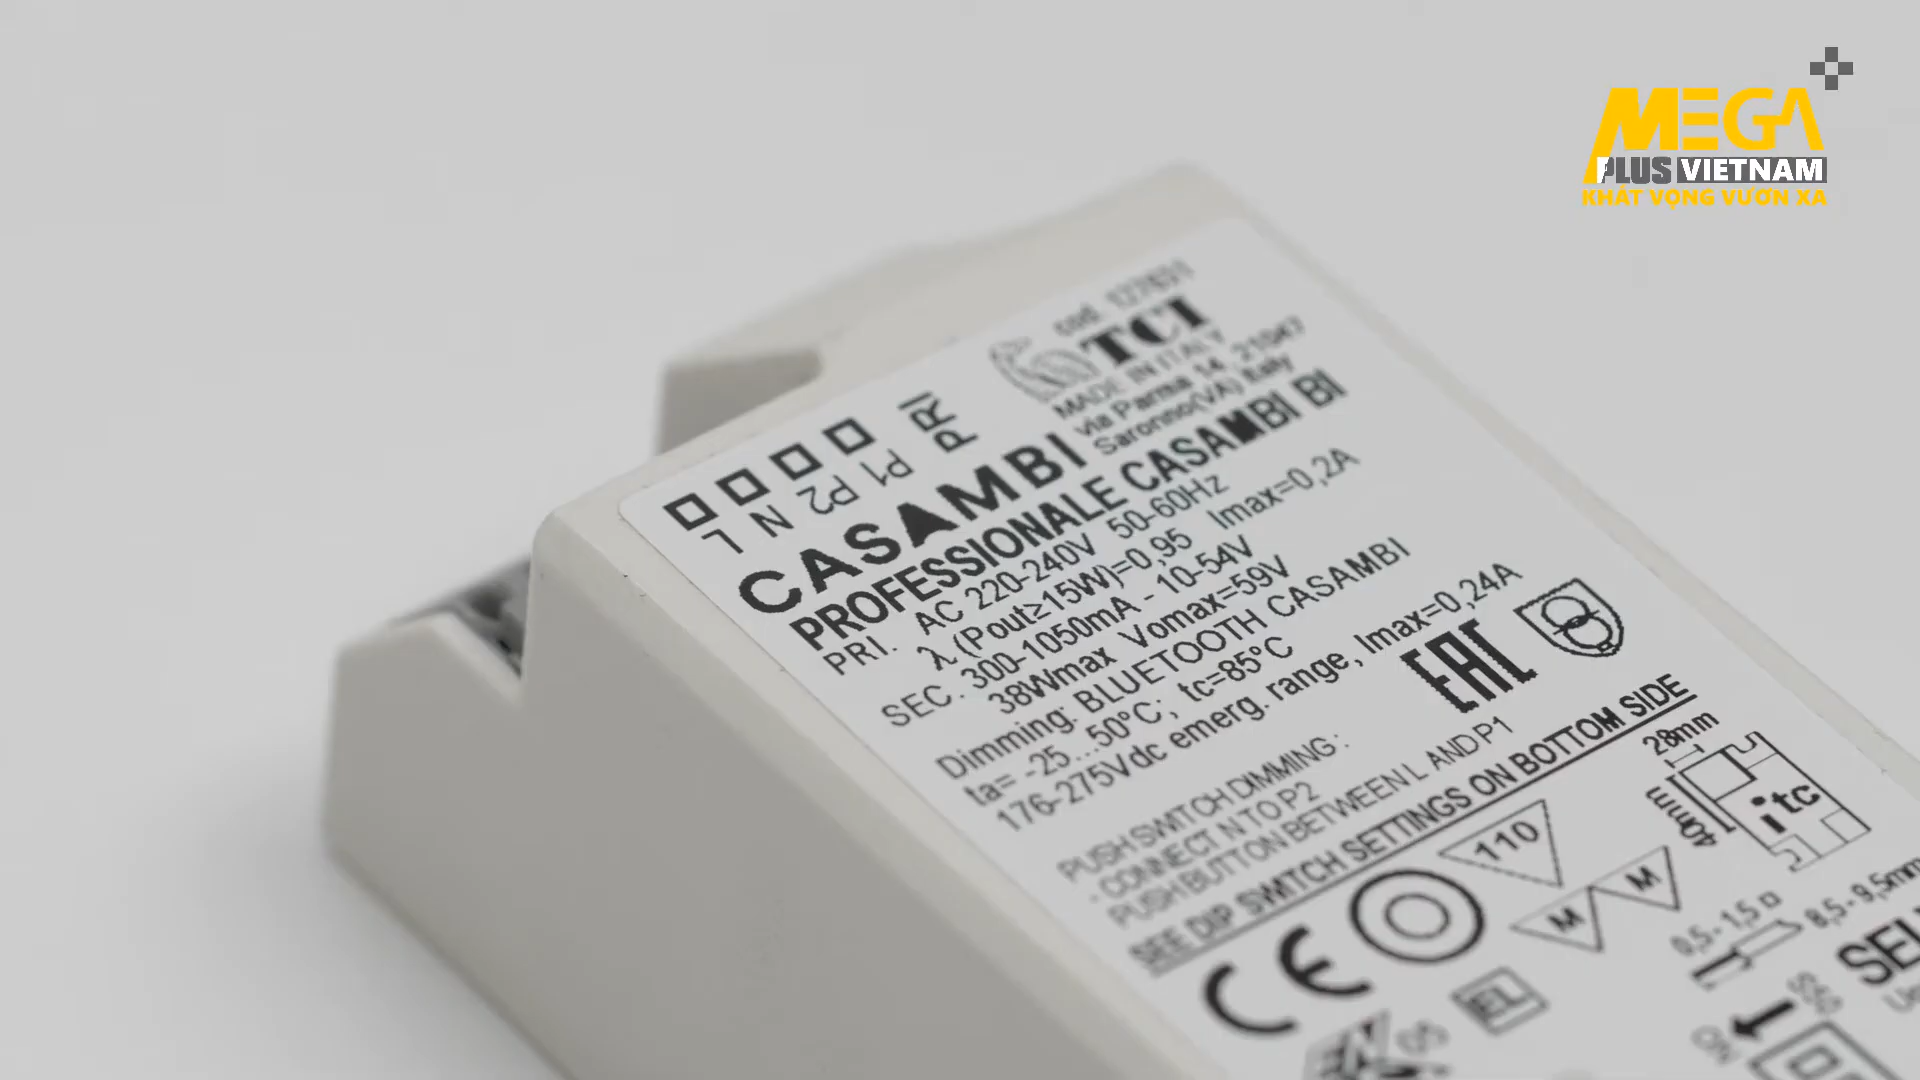 MEGA
PLUS VIETNAM
KHÁT VỌNG VƯƠN XA
TCI
MADE IN ITALY
via Parma 14, 21047
Saronno(VA) Italy
PRI
L N P2 P1
CASAMBI
PROFESSIONALE CASAMBI BI
PRI. AC 220-240V 50-60Hz
λ (Pout≥15W)=0,95 Imax=0,2A
SEC. 300-1050mA - 10-54V
38Wmax Vomax=59V
Dimming: BLUETOOTH CASAMBI
ta= -25...50°C; tc=85°C
176-275Vdc emerg. range, Imax=0,24A
EAC
PUSH SWITCH DIMMING:
- CONNECT N TO P2
PUSH BUTTON BETWEEN L AND P1
SEE DIP SWITCH SETTINGS ON BOTTOM SIDE
28mm
40mm
tc
110
M M
0,5-1,5
8,5-9,5mm
CE
EL
05
ON